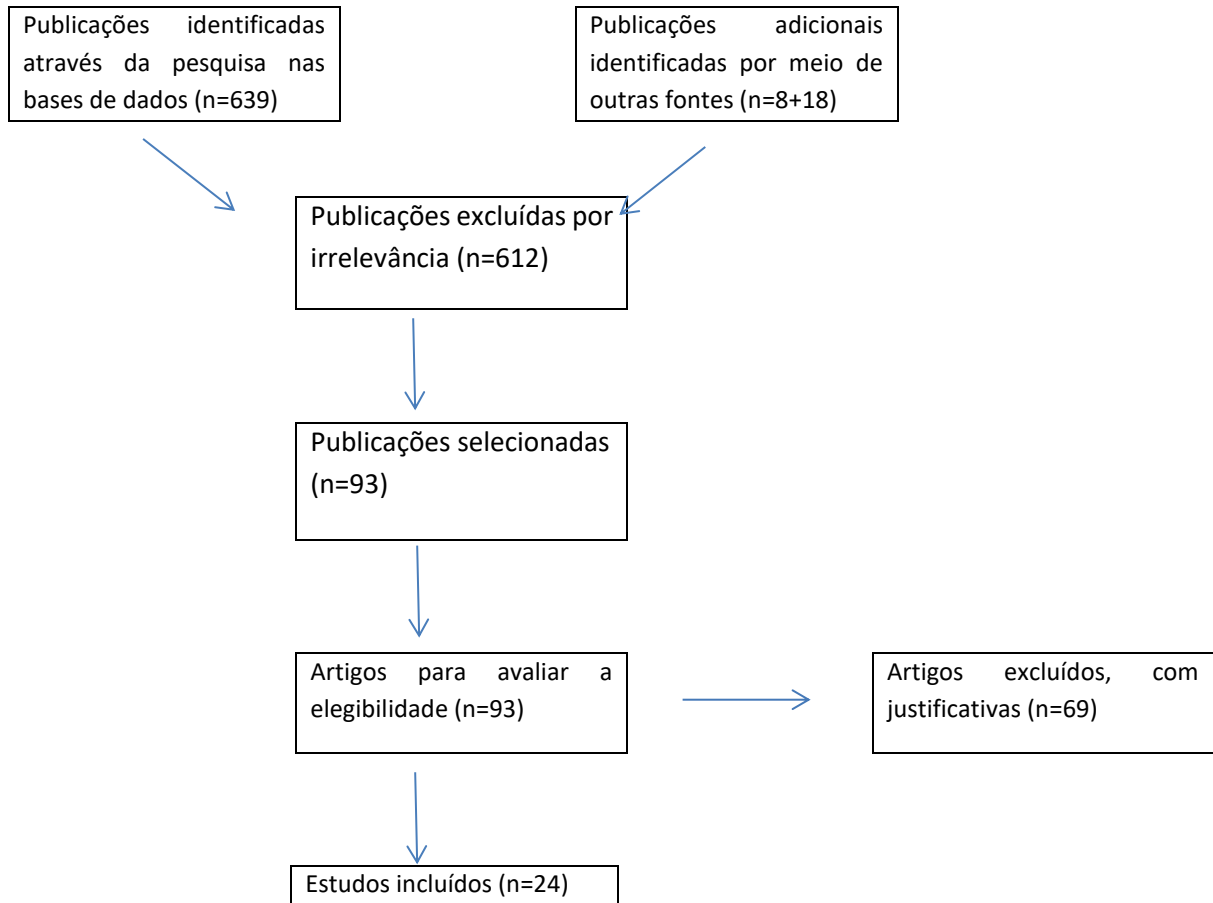 Publicações identificadas
através da pesquisa nas
bases de dados (n=639)
Publicações adicionais
identificadas por meio de
outras fontes (n=8+18)
Publicações excluídas por
irrelevância (n=612)
Publicações selecionadas
(n=93)
Artigos para avaliar a
elegibilidade (n=93)
Artigos excluídos, com
justificativas (n=69)
Estudos incluídos (n=24)